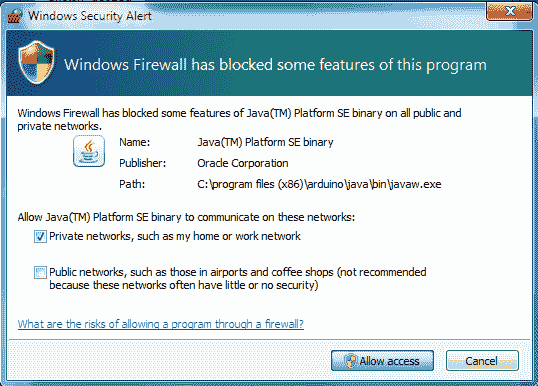 Windows Security Alert
Windows Firewall has blocked some features of this program
Windows Firewall has blocked some features of Java(TM) Platform SE binary on all public and
private networks.
Name: Java(TM) Platform SE binary
Publisher: Oracle Corporation
Path: C:\program files (x86)\arduino\java\bin\javaw.exe
Allow Java(TM) Platform SE binary to communicate on these networks:
Private networks, such as my home or work network
Public networks, such as those in airports and coffee shops (not recommended
because these networks often have little or no security)
What are the risks of allowing a program through a firewall?
Allow access Cancel